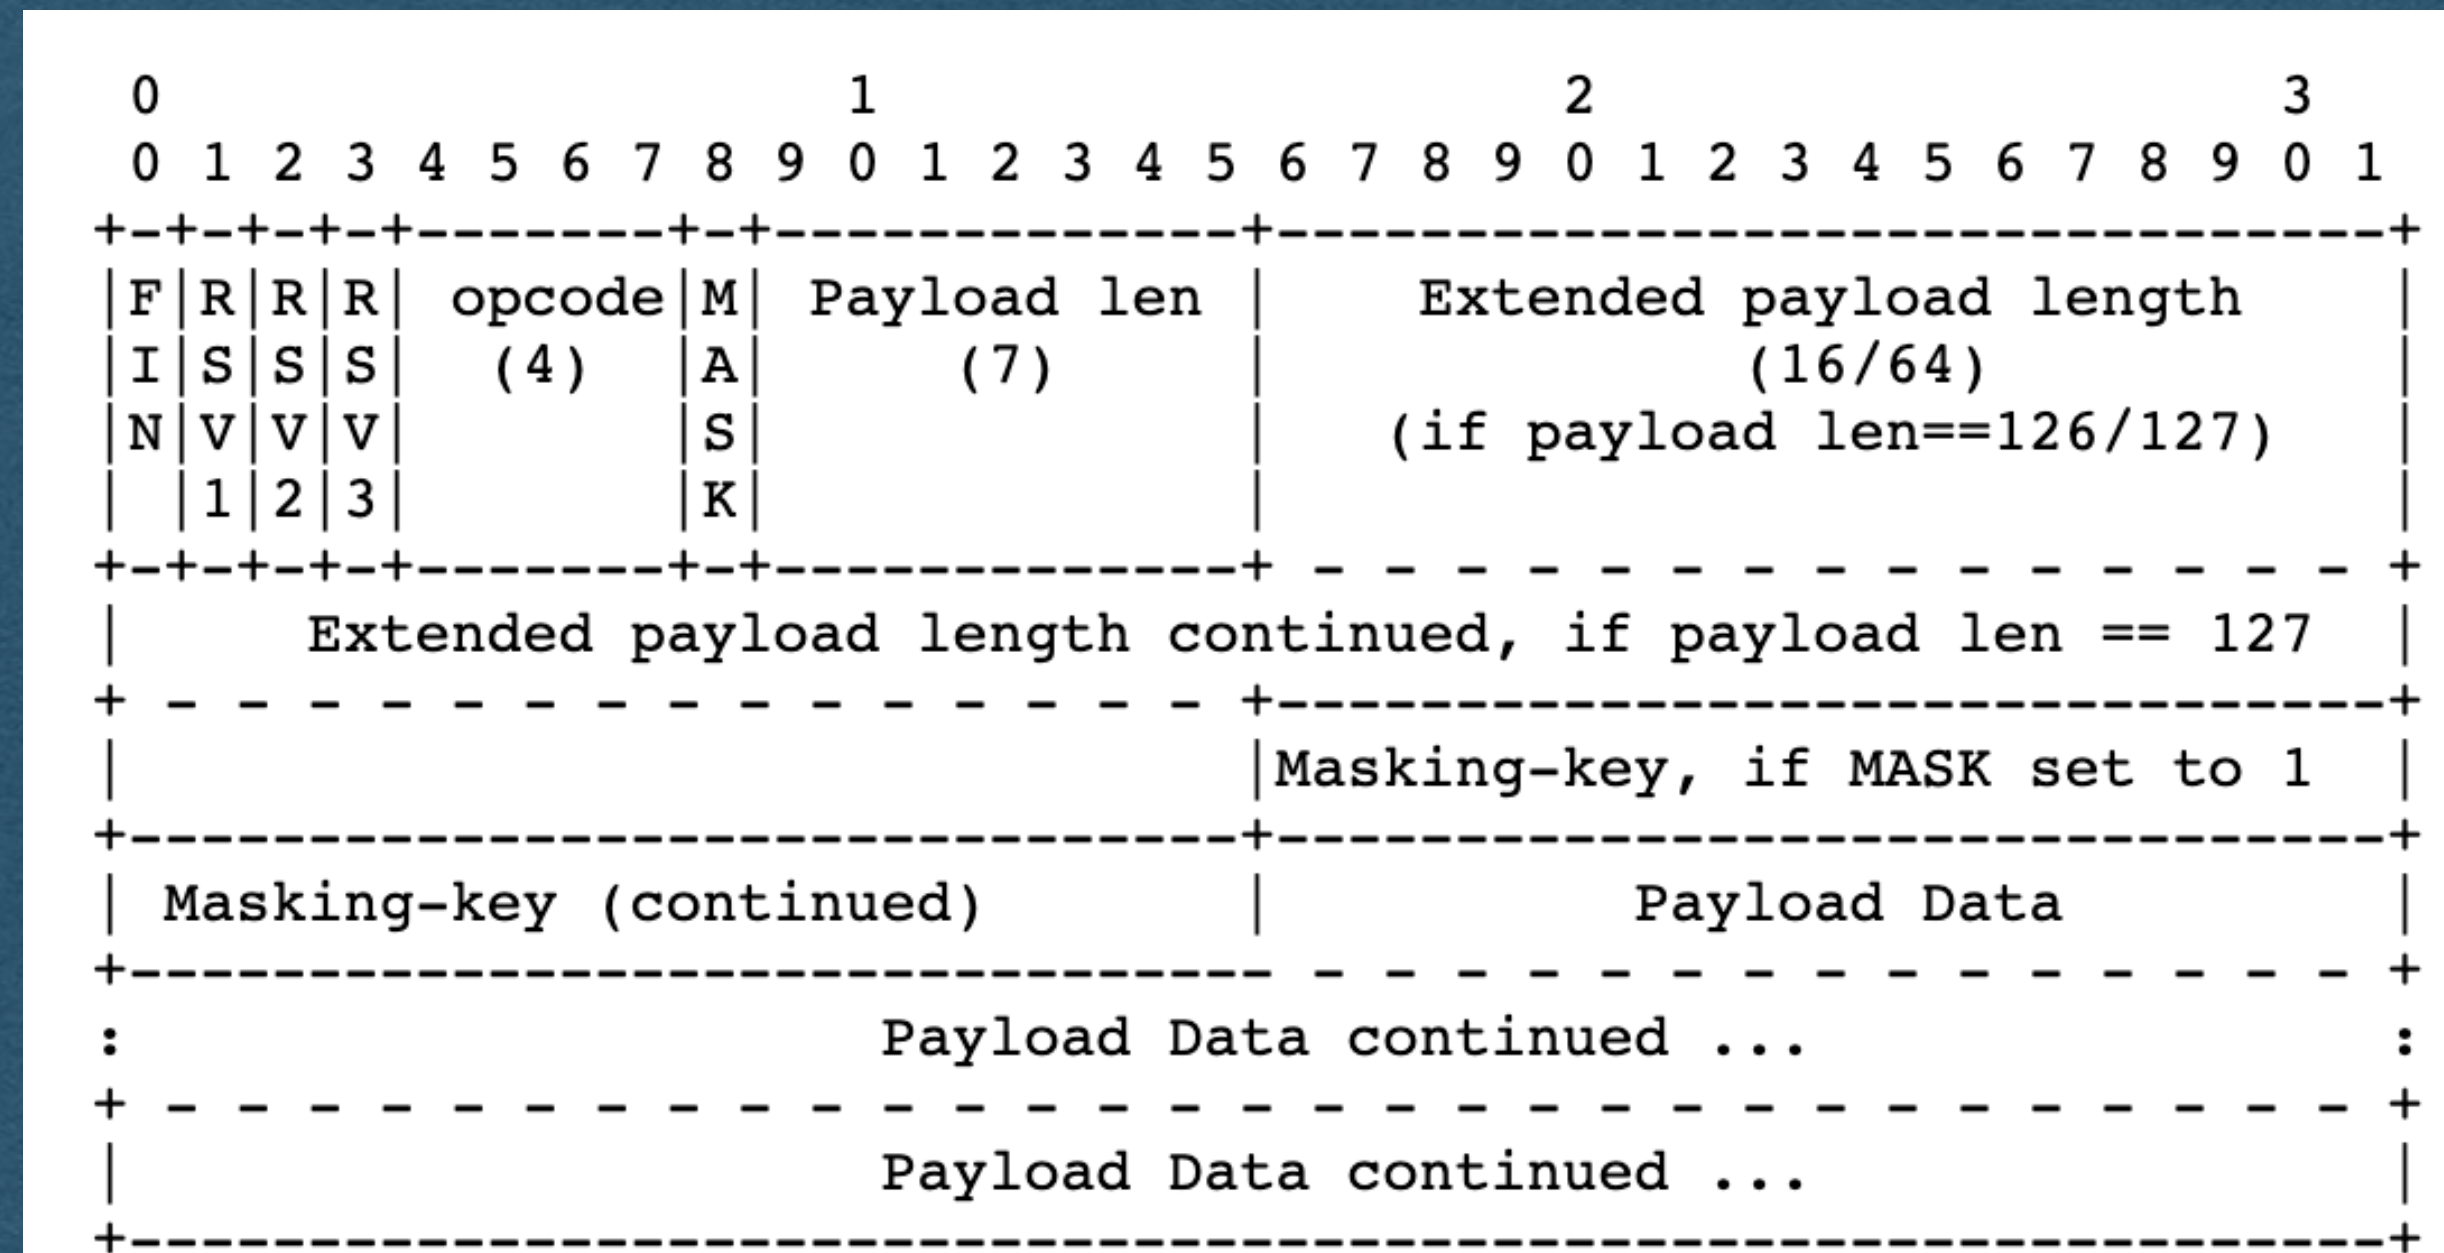 0                   1                   2                   3
 0 1 2 3 4 5 6 7 8 9 0 1 2 3 4 5 6 7 8 9 0 1 2 3 4 5 6 7 8 9 0 1
+-+-+-+-+-------+-+-------------+-------------------------------+
|F|R|R|R| opcode|M| Payload len |    Extended payload length    |
|I|S|S|S|  (4)  |A|     (7)     |             (16/64)           |
|N|V|V|V|       |S|             |   (if payload len==126/127)   |
| |1|2|3|       |K|             |                               |
+-+-+-+-+-------+-+-------------+ - - - - - - - - - - - - - - - +
|     Extended payload length continued, if payload len == 127  |
+ - - - - - - - - - - - - - - - +-------------------------------+
|                               |Masking-key, if MASK set to 1  |
+-------------------------------+-------------------------------+
| Masking-key (continued)       |          Payload Data         |
+-------------------------------- - - - - - - - - - - - - - - - +
:                     Payload Data continued ...                :
+ - - - - - - - - - - - - - - - - - - - - - - - - - - - - - - - +
|                     Payload Data continued ...                |
+---------------------------------------------------------------+